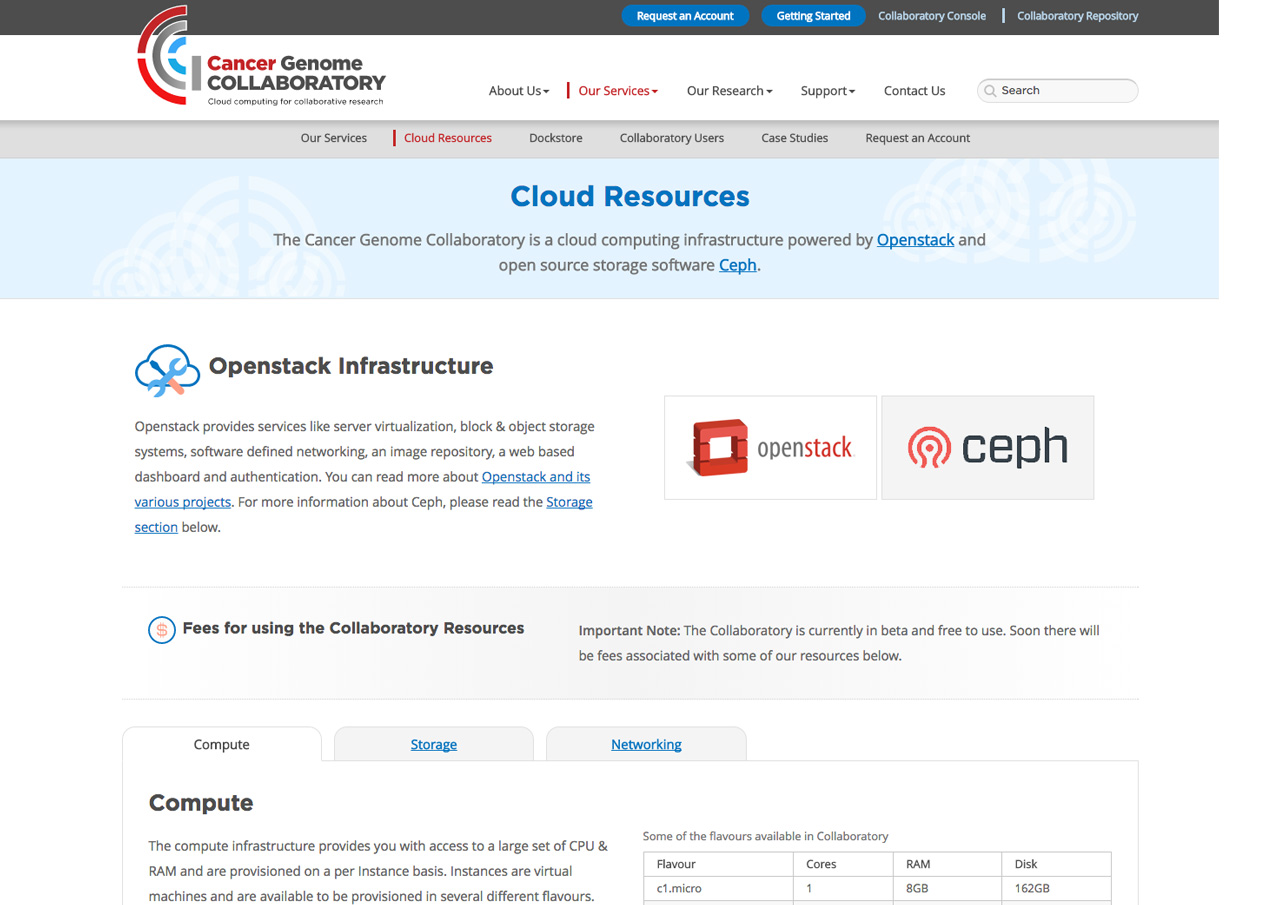 Request an Account Getting Started Collaboratory Console Collaboratory Repository
Cancer Genome
COLLABORATORY
Cloud computing for collaborative research
About Us Our Services Our Research Support Contact Us Search
Our Services Cloud Resources Dockstore Collaboratory Users Case Studies Request an Account
Cloud Resources
The Cancer Genome Collaboratory is a cloud computing infrastructure powered by Openstack and
open source storage software Ceph.
Openstack Infrastructure
Openstack provides services like server virtualization, block & object storage
systems, software defined networking, an image repository, a web based
dashboard and authentication. You can read more about Openstack and its
various projects. For more information about Ceph, please read the Storage
section below.
openstack
ceph
$ Fees for using the Collaboratory Resources
Important Note: The Collaboratory is currently in beta and free to use. Soon there will
be fees associated with some of our resources below.
Compute Storage Networking
Compute
The compute infrastructure provides you with access to a large set of CPU &
RAM and are provisioned on a per Instance basis. Instances are virtual
machines and are available to be provisioned in several different flavours.
Some of the flavours available in Collaboratory
Flavour Cores RAM Disk
c1.micro 1 8GB 162GB